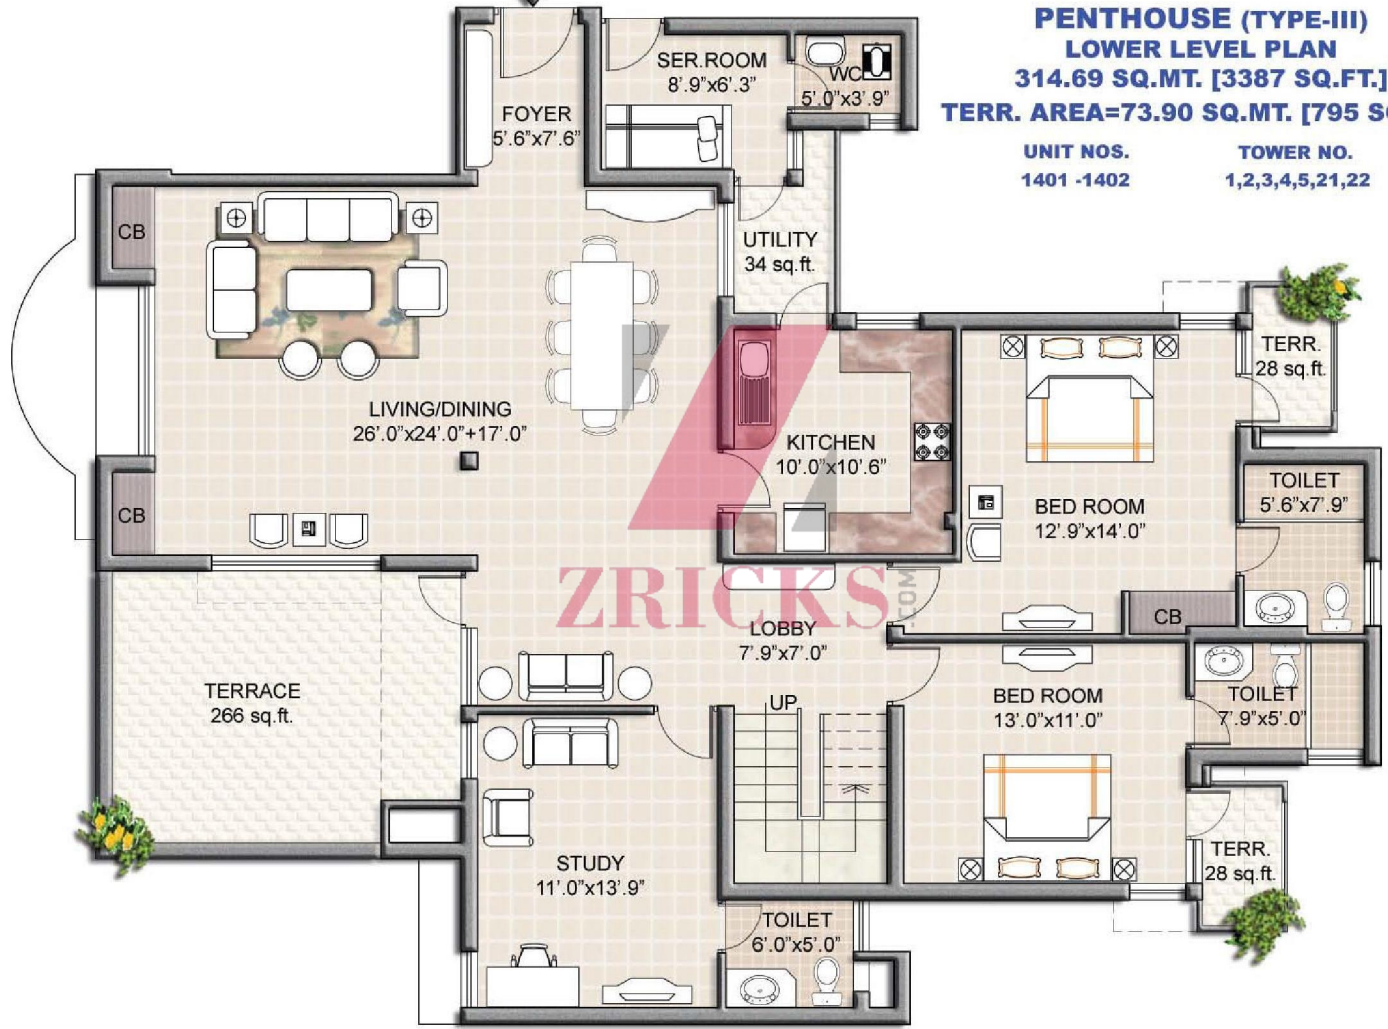 PENTHOUSE (TYPE-III)
LOWER LEVEL PLAN
314.69 SQ.MT. [3387 SQ.FT.]
TERR. AREA=73.90 SQ.MT. [795
UNIT NOS.
TOWER NO.
1401 -1402
1,2,3,4,5,21,22
SER.ROOM
8'.9"x6'.3"
WC
5'.0"x3'.9"
FOYER
5'.6"x7'.6"
CB
UTILITY
34 sq.ft.
TERR.
28 sq.ft.
LIVING/DINING
26'.0"x24'.0"+17'.0"
KITCHEN
10'.0"x10'.6"
CB
BED ROOM
12'.9"x14'.0"
TOILET
5'.6"x7'.9"
ZRICKS
.COM
CB
LOBBY
7'.9"x7'.0"
TERRACE
266 sq.ft.
UP
BED ROOM
13'.0"x11'.0"
TOILET
7'.9"x5'.0"
STUDY
11'.0"x13'.9"
TERR.
28 sq.ft.
TOILET
6'.0"x5'.0"